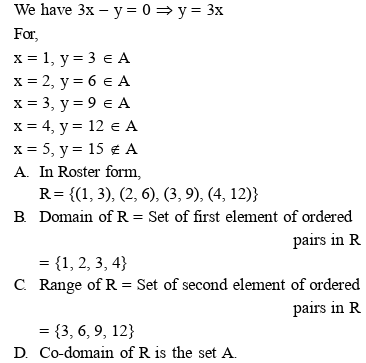 We have 3x – y = 0 ⇒ y = 3x
For,
x = 1, y = 3 ∈ A
x = 2, y = 6 ∈ A
x = 3, y = 9 ∈ A
x = 4, y = 12 ∈ A
x = 5, y = 15 ∉ A
A. In Roster form,
R = {(1, 3), (2, 6), (3, 9), (4, 12)}
B. Domain of R = Set of first element of ordered
pairs in R
= {1, 2, 3, 4}
C. Range of R = Set of second element of ordered
pairs in R
= {3, 6, 9, 12}
D. Co-domain of R is the set A.